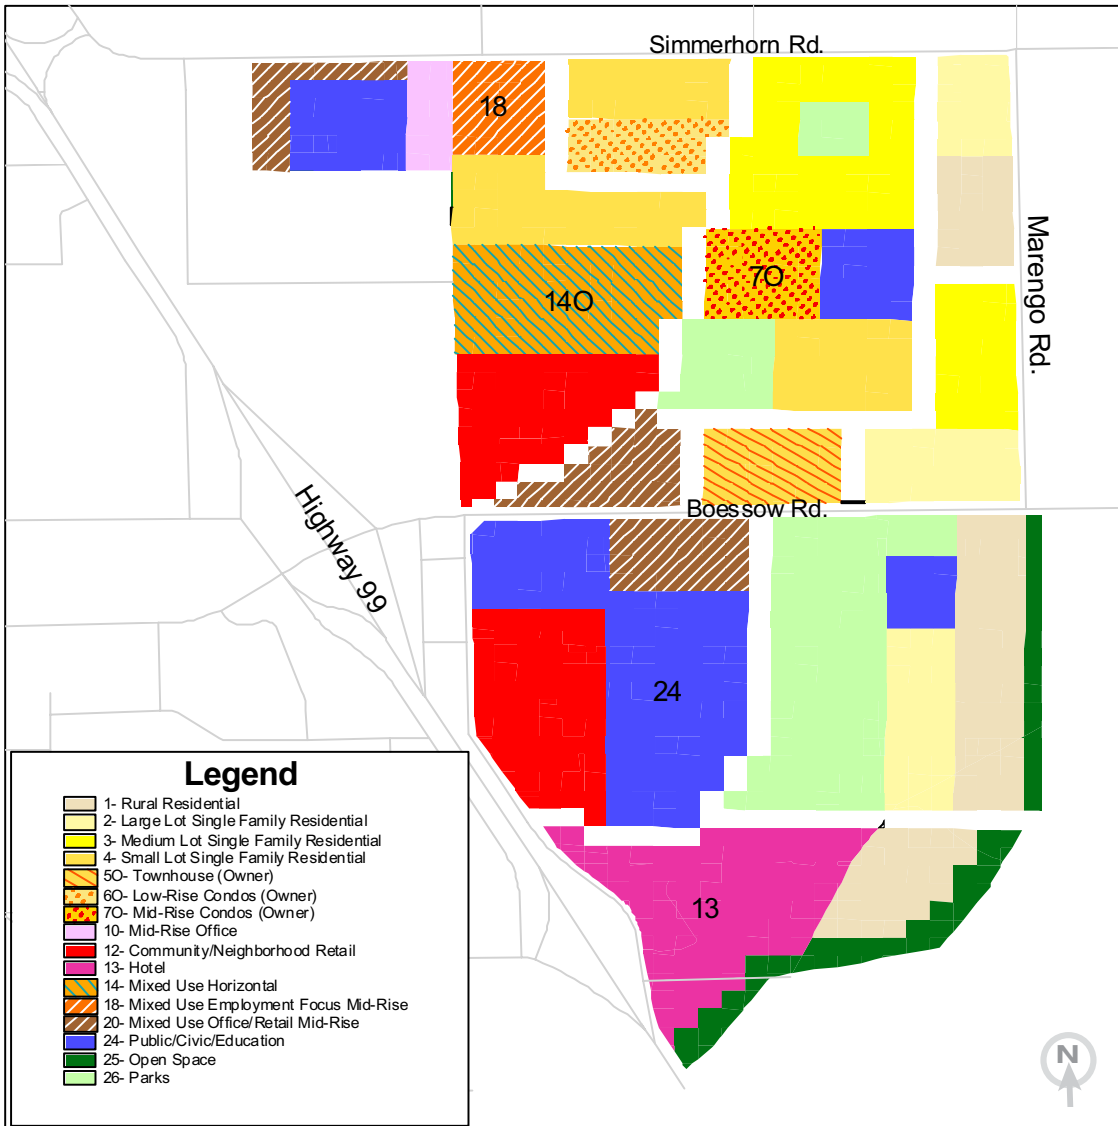 Simmerhorn Rd.
18
Marengo Rd.
7O
14O
Boessow Rd.
Highway 99
24
Legend
1- Rural Residential
2- Large Lot Single Family Residential
3- Medium Lot Single Family Residential
4- Small Lot Single Family Residential
5O- Townhouse (Owner)
6O- Low-Rise Condos (Owner)
7O- Mid-Rise Condos (Owner)
10- Mid-Rise Office
12- Community/Neighborhood Retail
13- Hotel
14- Mixed Use Horizontal
18- Mixed Use Employment Focus Mid-Rise
20- Mixed Use Office/Retail Mid-Rise
24- Public/Civic/Education
25- Open Space
26- Parks
13
N